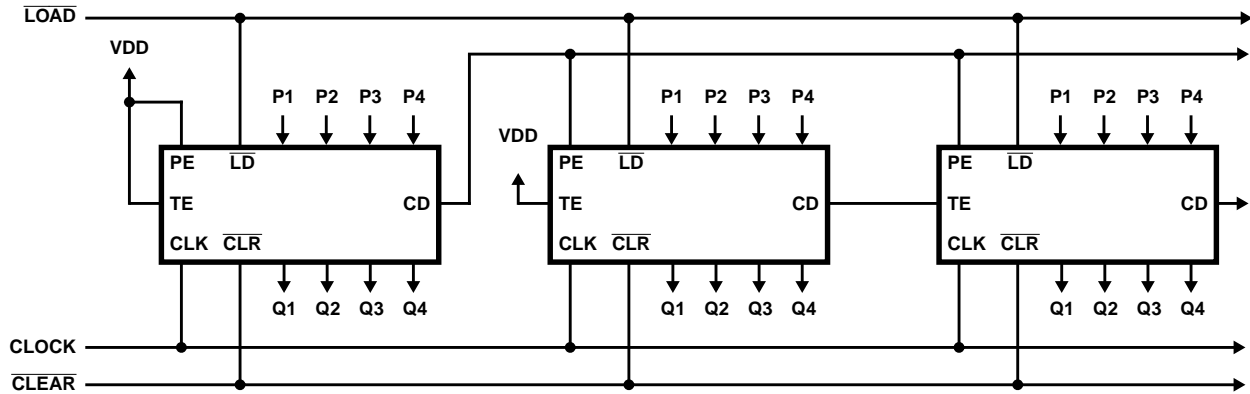 LOAD
VDD
P1 P2 P3 P4
P1 P2 P3 P4
P1 P2 P3 P4
VDD
PE LD
PE LD
PE LD
TE CD
TE CD
TE CD
CLK CLR
CLK CLR
CLK CLR
Q1 Q2 Q3 Q4
Q1 Q2 Q3 Q4
Q1 Q2 Q3 Q4
CLOCK
CLEAR